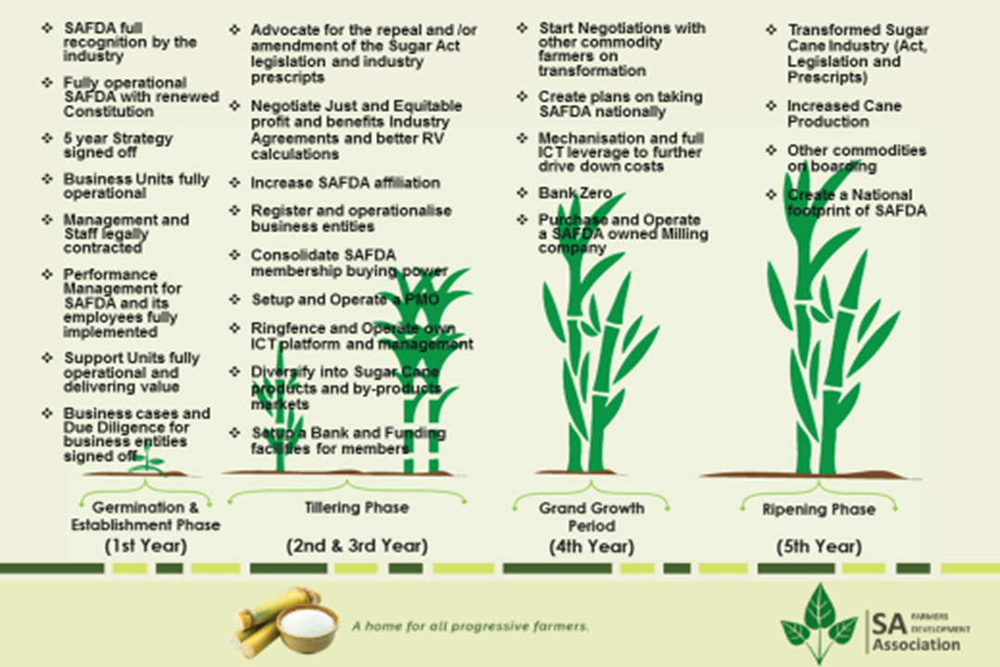 ❖ SAFDA full
recognition by the
industry
❖ Fully operational
SAFDA with renewed
Constitution
❖ 5 year Strategy
signed off
❖ Business Units fully
operational
❖ Management and
Staff legally
contracted
❖ Performance
Management for
SAFDA and its
employees fully
implemented
❖ Support Units fully
operational and
delivering value
❖ Business cases and
Due Diligence for
business entities
signed off
❖ Advocate for the repeal and /or
amendment of the Sugar Act
legislation and industry
prescripts
❖ Negotiate Just and Equitable
profit and benefits Industry
Agreements and better RV
calculations
❖ Increase SAFDA affiliation
❖ Register and operationalise
business entities
❖ Consolidate SAFDA
membership buying power
❖ Setup and Operate a PMO
❖ Ringfence and Operate own
ICT platform and management
❖ Diversify into Sugar Cane
products and by-products
markets
❖ Setup a Bank and Funding
facilities for members
❖ Start Negotiations with
other commodity
farmers on
transformation
❖ Create plans on taking
SAFDA nationally
❖ Mechanisation and full
ICT leverage to further
drive down costs
❖ Bank Zero
❖ Purchase and Operate
a SAFDA owned Milling
company
❖ Transformed Sugar
Cane Industry (Act,
Legislation and
Prescripts)
❖ Increased Cane
Production
❖ Other commodities
on boarding
❖ Create a National
footprint of SAFDA
Germination &
Establishment Phase
(1st Year)
Tillering Phase
(2nd & 3rd Year)
Grand Growth
Period
(4th Year)
Ripening Phase
(5th Year)
A home for all progressive farmers.
SA FARMERS
DEVELOPMENT
Association